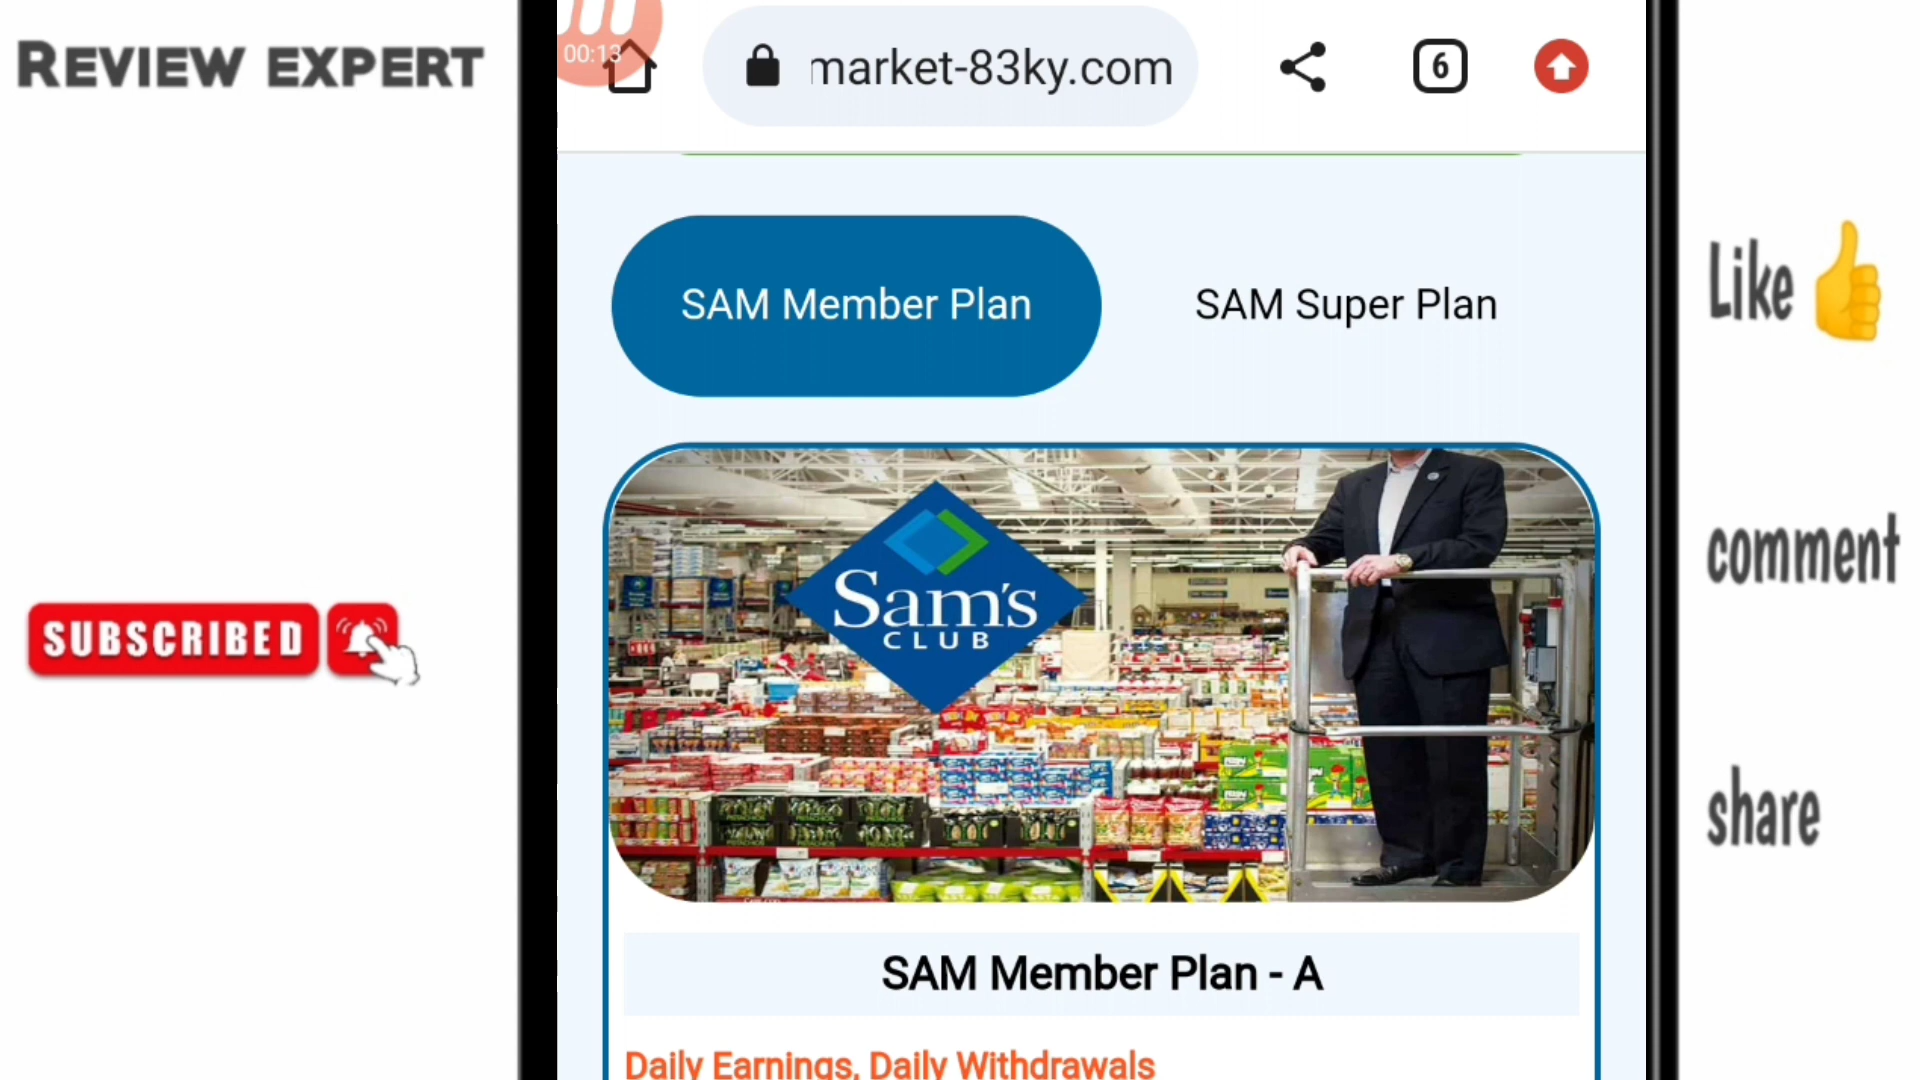 REVIEW EXPERT
00:13
market-83ky.com
6
SAM Member Plan
SAM Super Plan
Like
Sam's
CLUB
comment
SUBSCRIBED
share
SAM Member Plan - A
Daily Earnings, Daily Withdrawals